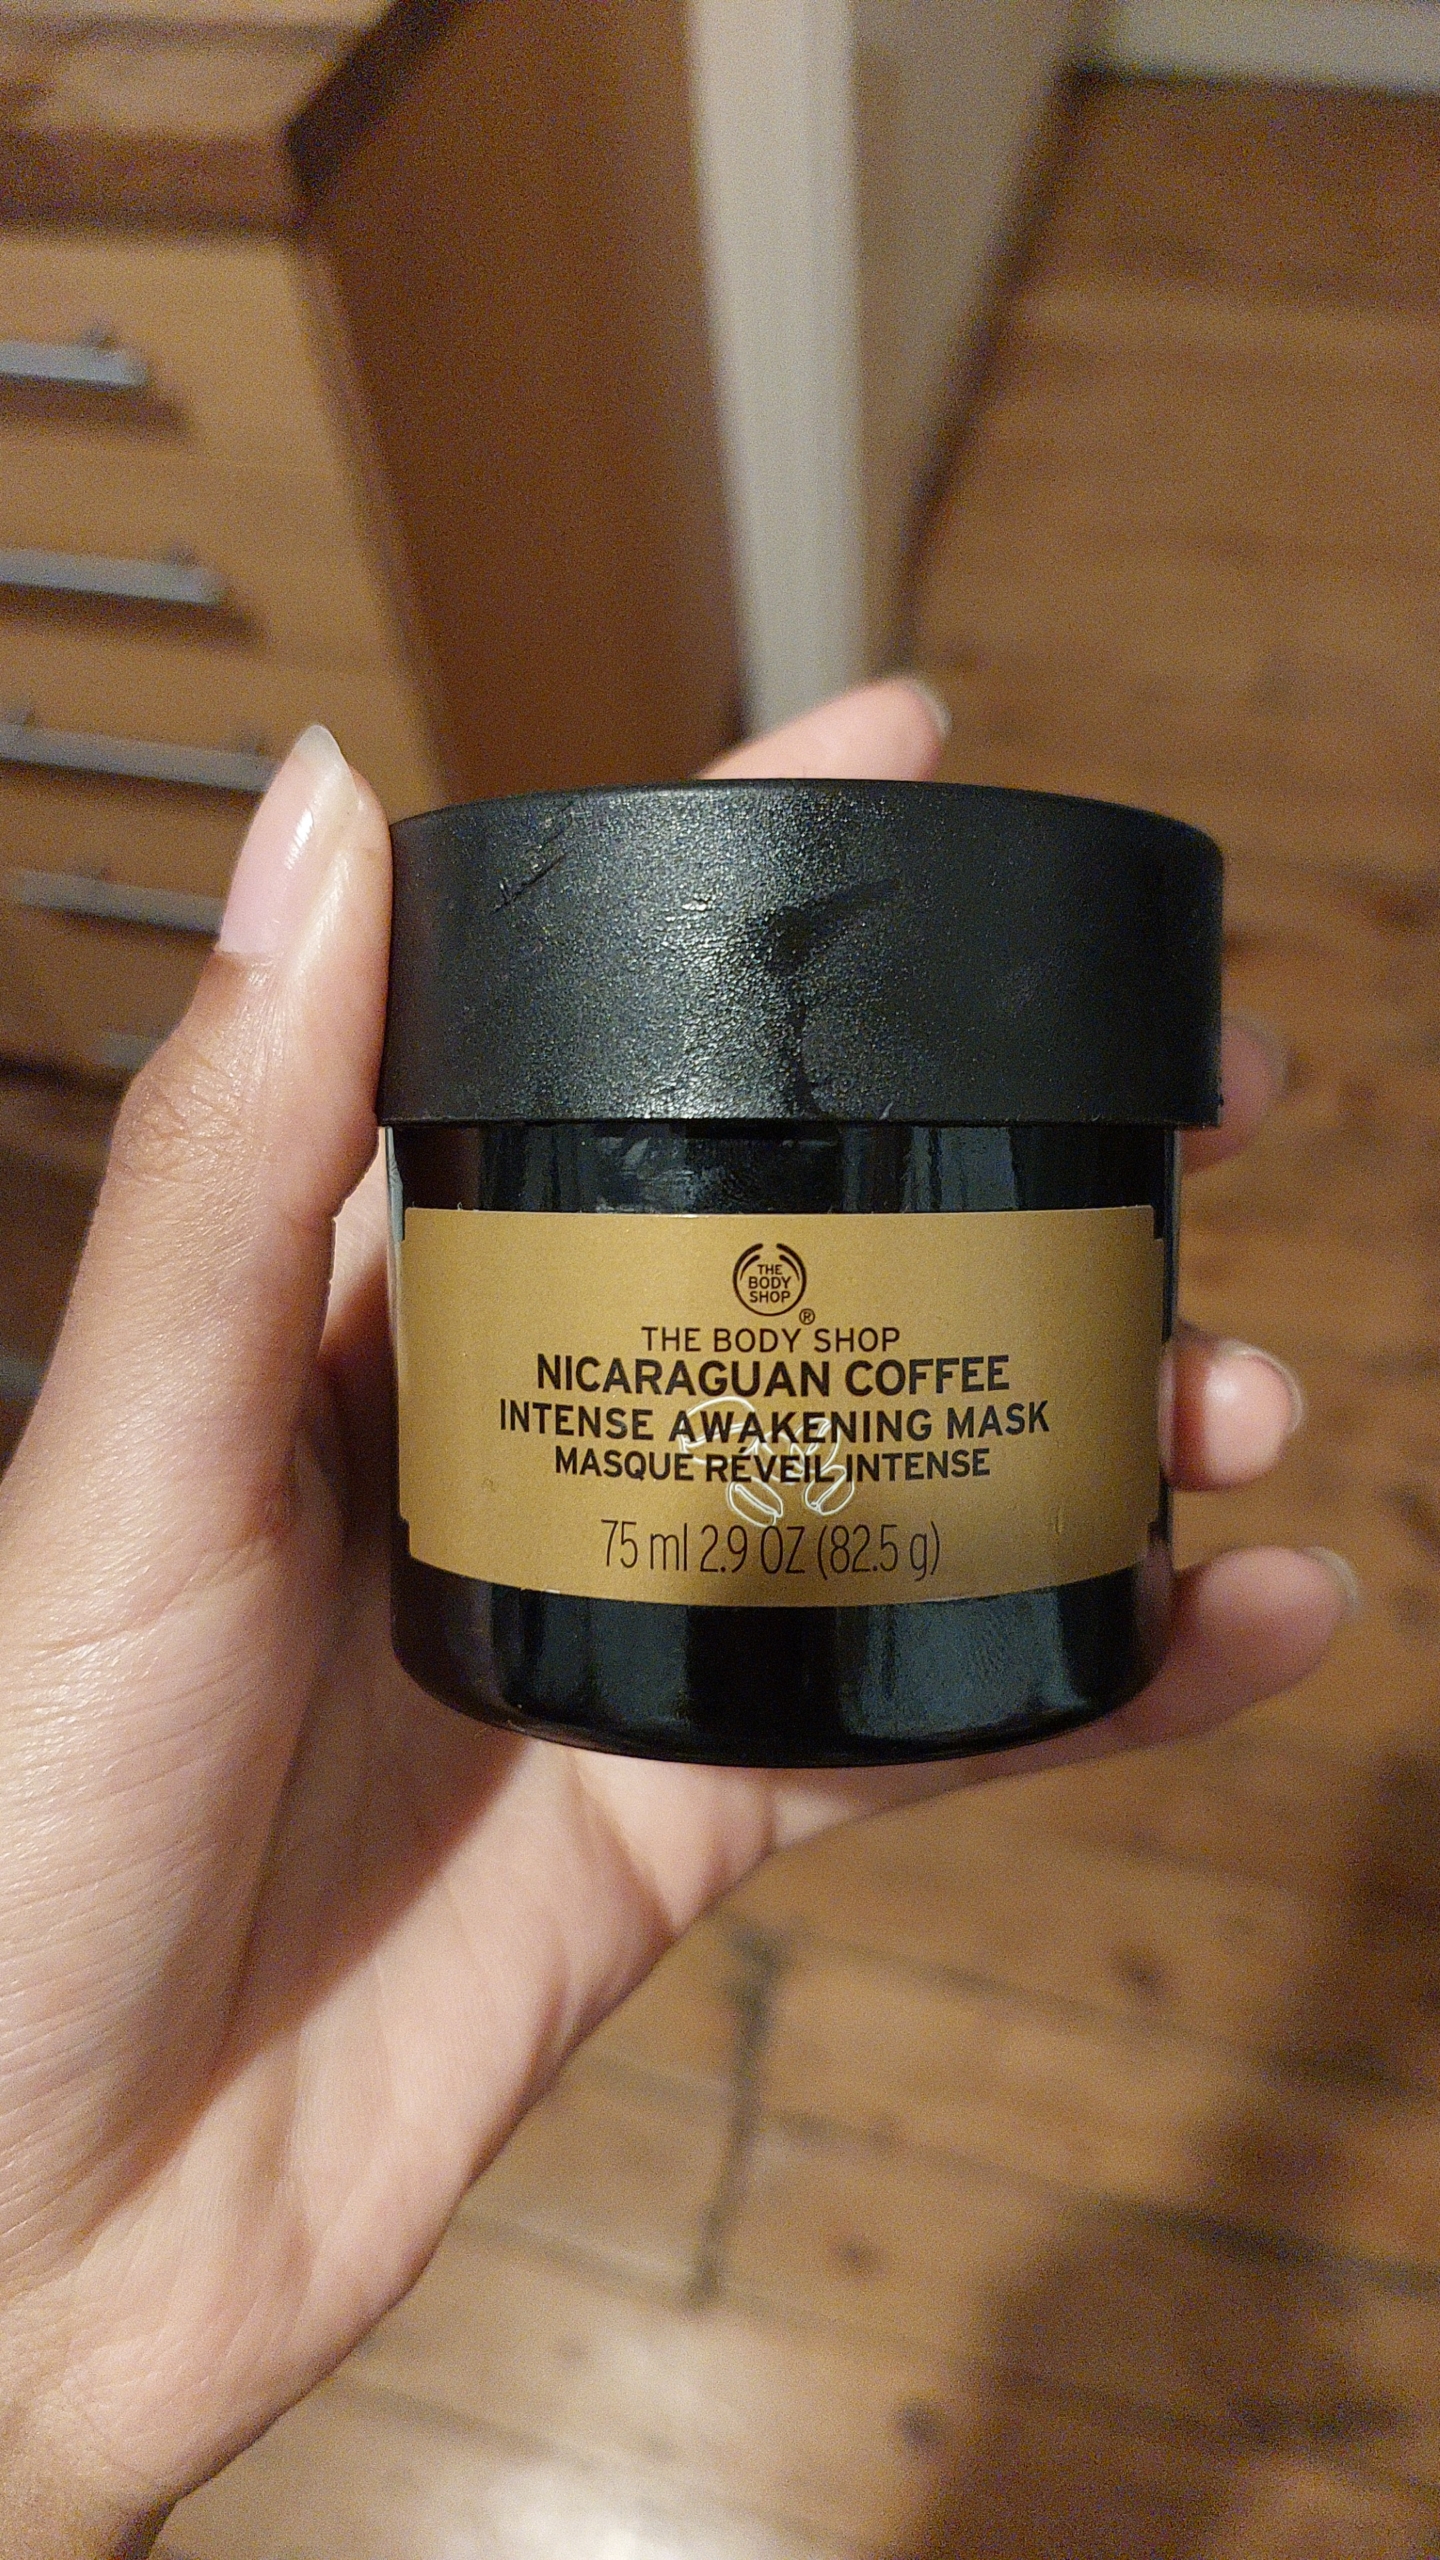 THE
BODY
SHOP
®
THE BODY SHOP
NICARAGUAN COFFEE
INTENSE AWAKENING MASK
MASQUE RÉVEIL INTENSE
75 ml 2.9 OZ (82.5 g)